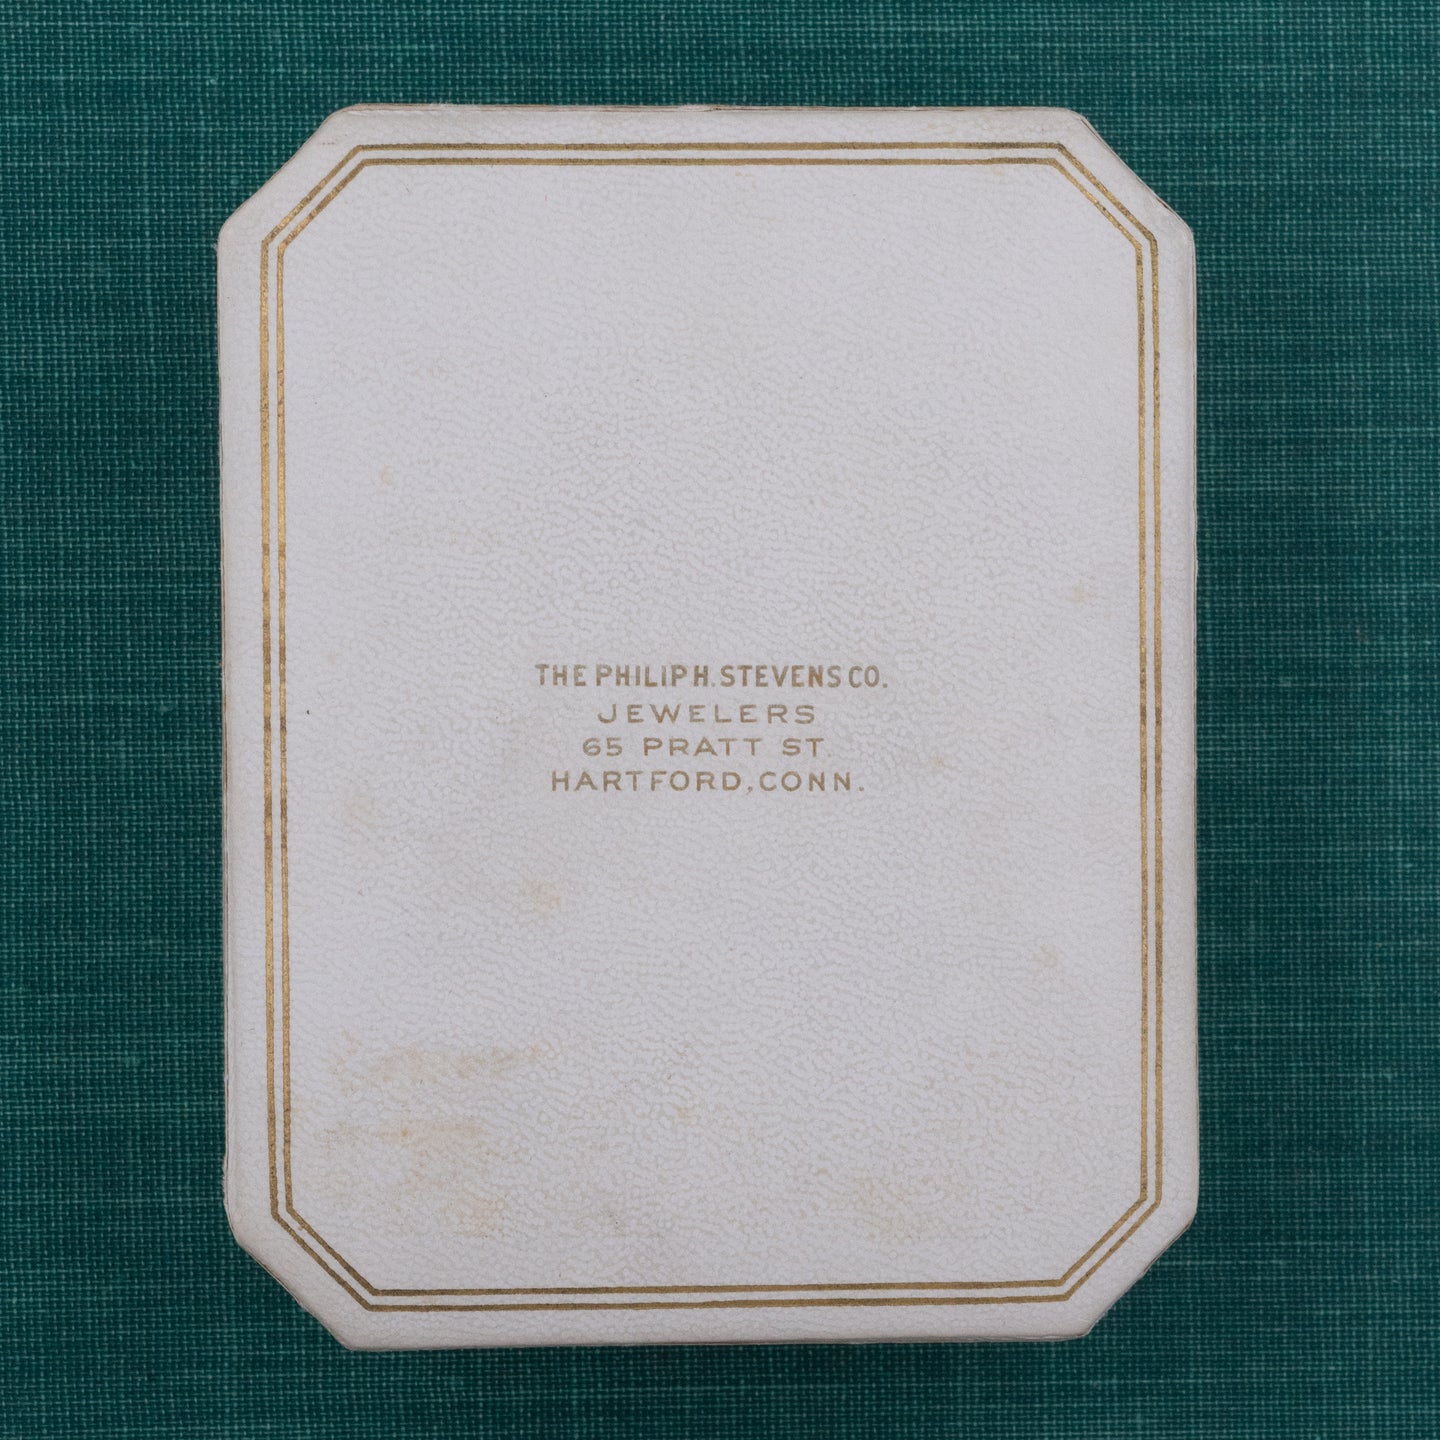 THE PHILIP H. STEVENS CO.
JEWELERS
65 PRATT ST.
HARTFORD, CONN.